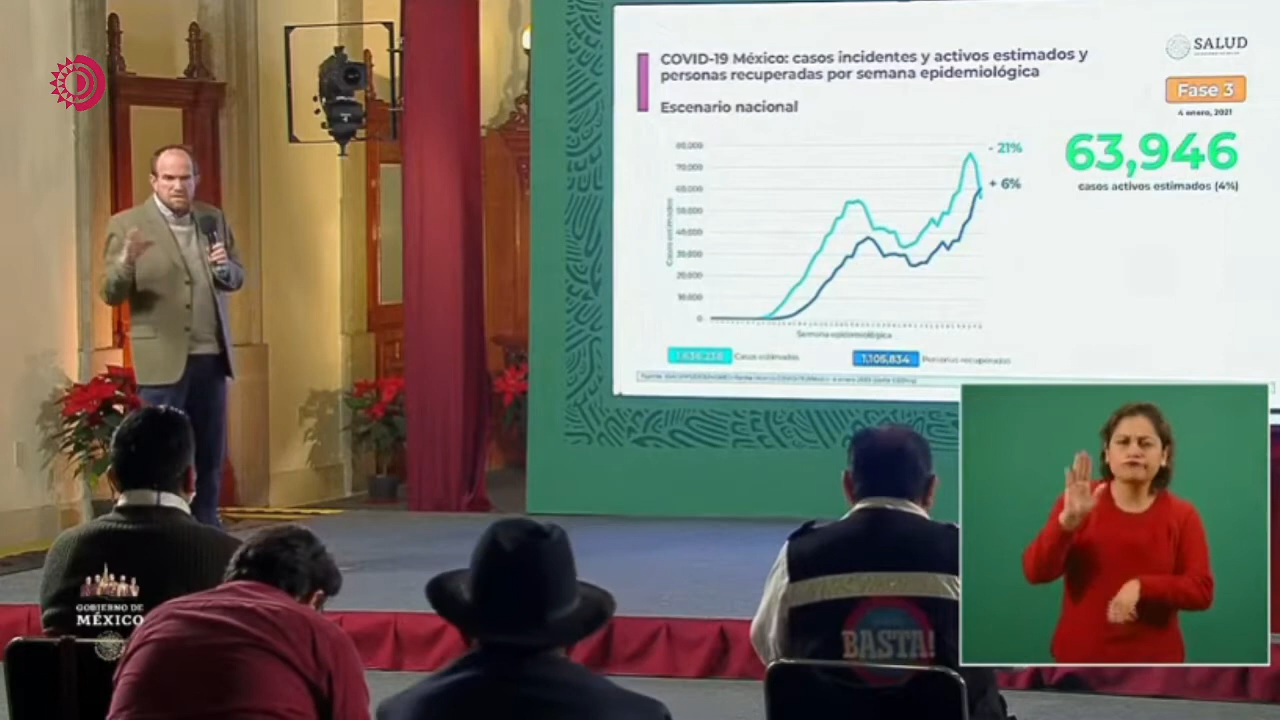 COVID-19 México: casos incidentes y activos estimados y
personas recuperadas por semana epidemiológica
Escenario nacional
SALUD
Fase 3
4 enero, 2021
63,946
casos activos estimados (4%)
- 21%
+ 6%
80,000
70,000
60,000
50,000
40,000
30,000
20,000
10,000
0
Casos estimados
Semana epidemiológica
Casos estimados
1,105,834
Personas recuperadas
GOBIERNO DE
MÉXICO
BASTA!